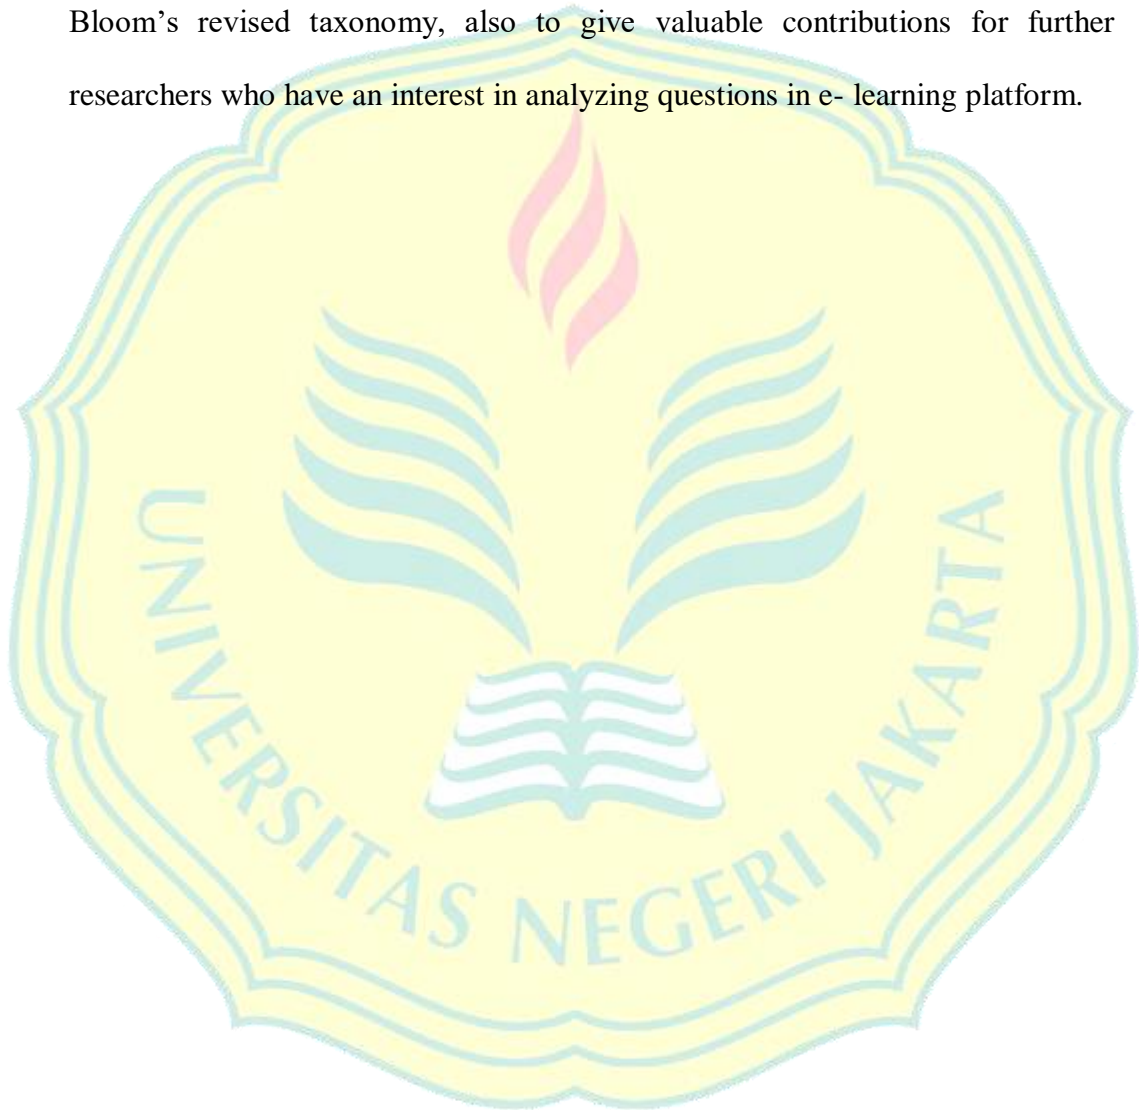 Bloom’s revised taxonomy, also to give valuable contributions for further
researchers who have an interest in analyzing questions in e- learning platform.
UNIVERSITAS NEGERI JAKARTA